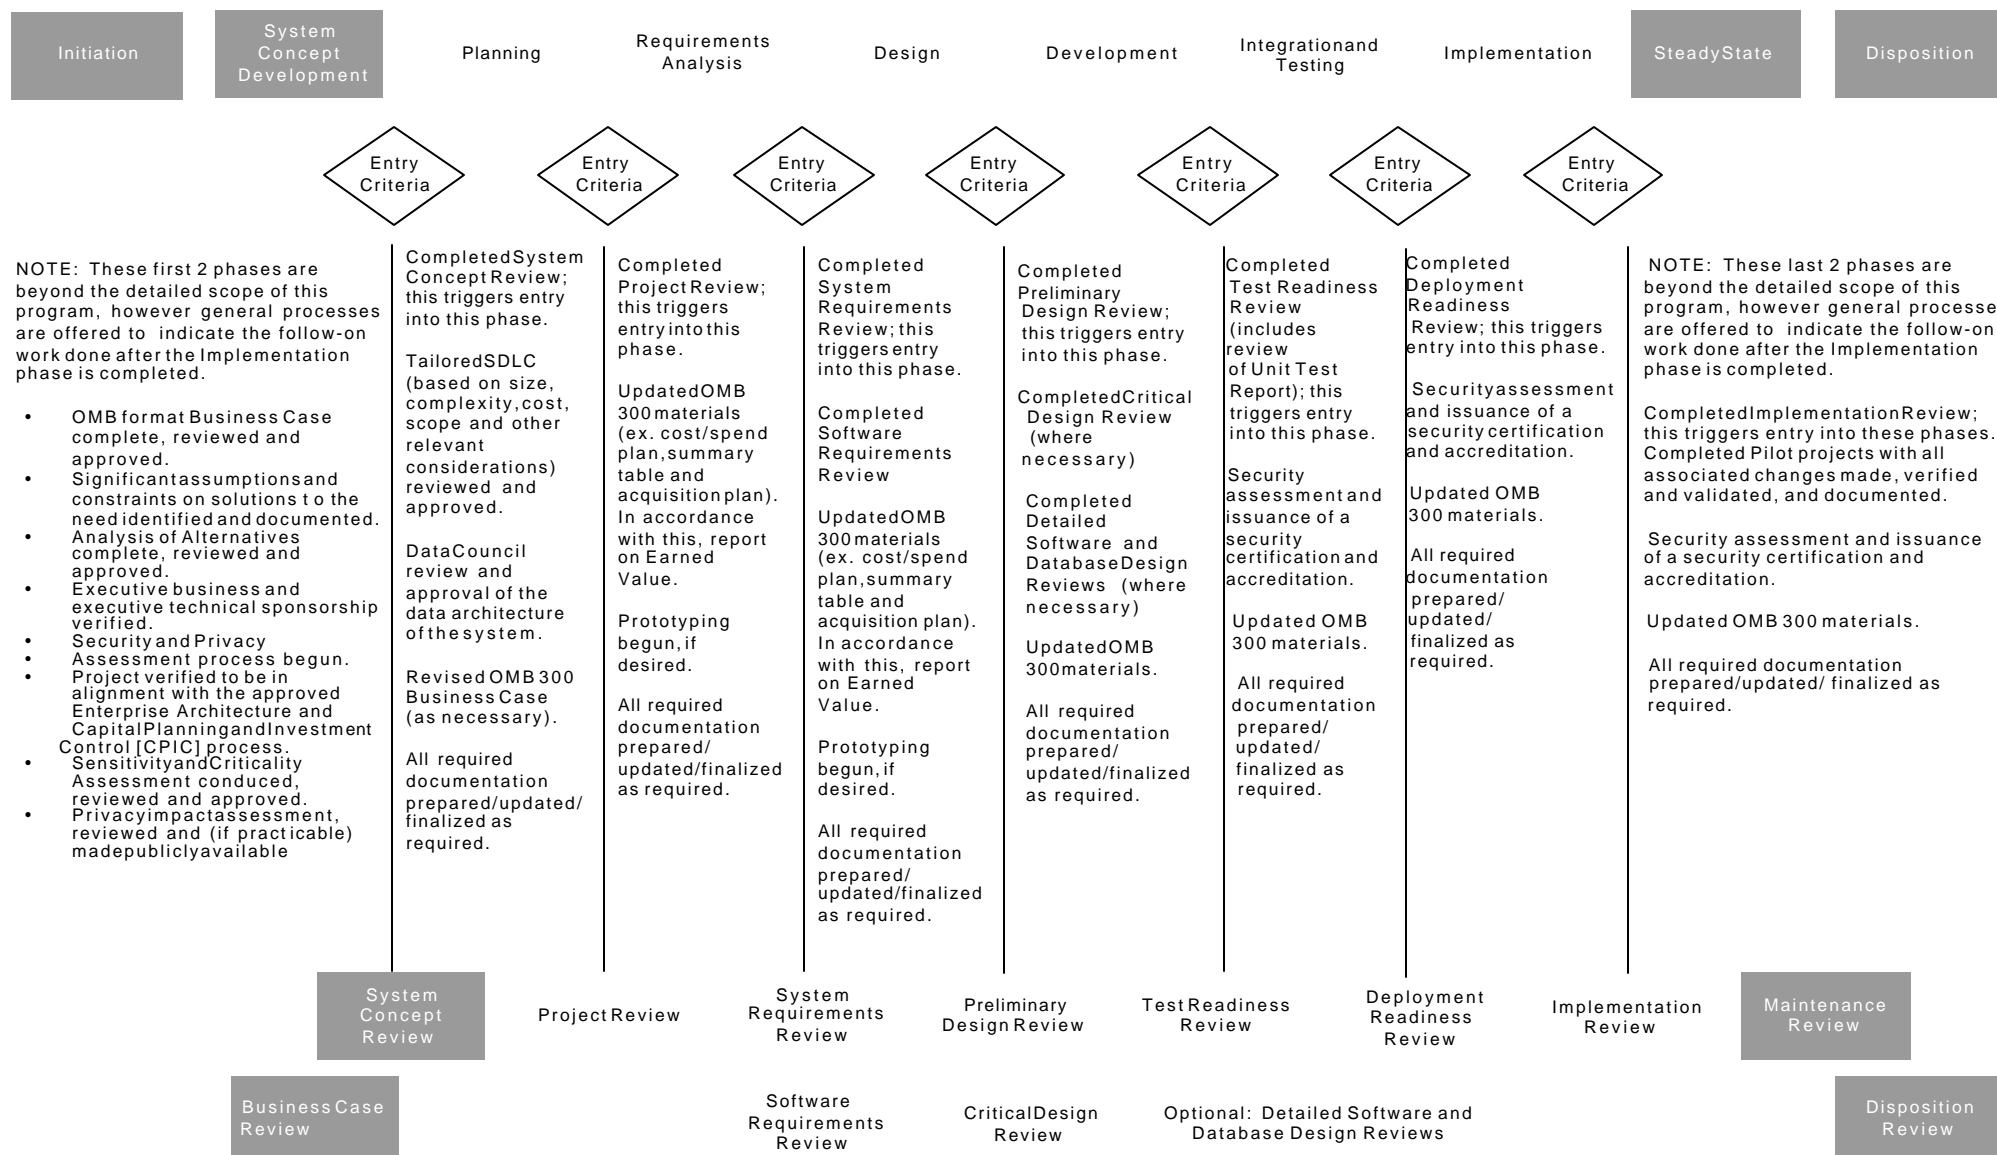 Initiation
System
Concept
Development
Planning
Requirements
Analysis
Design
Development
Integrationand
Testing
Implementation
SteadyState
Disposition
Entry
Criteria
Entry
Criteria
Entry
Criteria
Entry
Criteria
Entry
Criteria
Entry
Criteria
Entry
Criteria
NOTE: These first 2 phases are
beyond the detailed scope of this
program, however general processes
are offered to indicate the follow-on
work done after the Implementation
phase is completed.
• OMB format Business Case
complete, reviewed and
approved.
• Significantassumptionsand
constraints on solutions t o the
need identified and documented.
• Analysis of Alternatives
complete, reviewed and
approved.
• Executive business and
executive technical sponsorship
verified.
• Security and Privacy
• Assessment process begun.
• Project verified to be in
alignment with the approved
Enterprise Architecture and
CapitalPlanningandInvestment
Control [CPIC] process.
• SensitivityandCriticality
Assessment conduced,
reviewed and approved.
• Privacyimpactassessment,
reviewed and (if practicable)
madepubliclyavailable
CompletedSystem
Concept Review;
this triggers entry
into this phase.
TailoredSDLC
(based on size,
complexity,cost,
scope and other
relevant
considerations)
reviewed and
approved.
DataCouncil
review and
approval of the
data architecture
ofthesystem.
Revised OMB 300
Business Case
(as necessary).
All required
documentation
prepared/updated/
finalized as
required.
Completed
Project Review;
this triggers
entry into this
phase.
UpdatedOMB
300materials
(ex. cost/spend
plan,summary
table and
acquisition plan).
In accordance
with this, report
on Earned
Value.
Prototyping
begun, if
desired.
All required
documentation
prepared/
updated/finalized
as required.
Completed
System
Requirements
Review; this
triggers entry
into this phase.
Completed
Software
Requirements
Review
UpdatedOMB
300materials
(ex. cost/spend
plan,summary
table and
acquisition plan).
In accordance
with this, report
on Earned
Value.
Prototyping
begun, if
desired.
All required
documentation
prepared/
updated/finalized
as required.
Completed
Preliminary
Design Review;
this triggers entry
into this phase.
CompletedCritical
Design Review
(where
necessary)
Completed
Detailed
Software and
DatabaseDesign
Reviews (where
necessary)
UpdatedOMB
300materials.
All required
documentation
prepared/
updated/finalized
as required.
Completed
Test Readiness
Review
(includes
review
of Unit Test
Report); this
triggers entry
into this phase.
Security
assessment and
issuance of a
security
certification and
accreditation.
Updated OMB
300 materials.
All required
documentation
prepared/
updated/
finalized as
required.
Completed
Deployment
Readiness
Review; this triggers
entry into this phase.
Securityassessment
and issuance of a
security certification
and accreditation.
Updated OMB
300 materials.
All required
documentation
prepared/
updated/
finalized as
required.
NOTE: These last 2 phases are
beyond the detailed scope of this
program, however general processe
are offered to indicate the follow-on
work done after the Implementation
phase is completed.
CompletedImplementationReview;
this triggers entry into these phases.
Completed Pilot projects with all
associated changes made, verified
and validated, and documented.
Security assessment and issuance
of a security certification and
accreditation.
Updated OMB 300 materials.
All required documentation
prepared/updated/ finalized as
required.
System
Concept
Review
Project Review
System
Requirements
Review
Preliminary
Design Review
Test Readiness
Review
Deployment
Readiness
Review
Implementation
Review
Maintenance
Review
Business Case
Review
Software
Requirements
Review
CriticalDesign
Review
Optional: Detailed Software and
Database Design Reviews
Disposition
Review